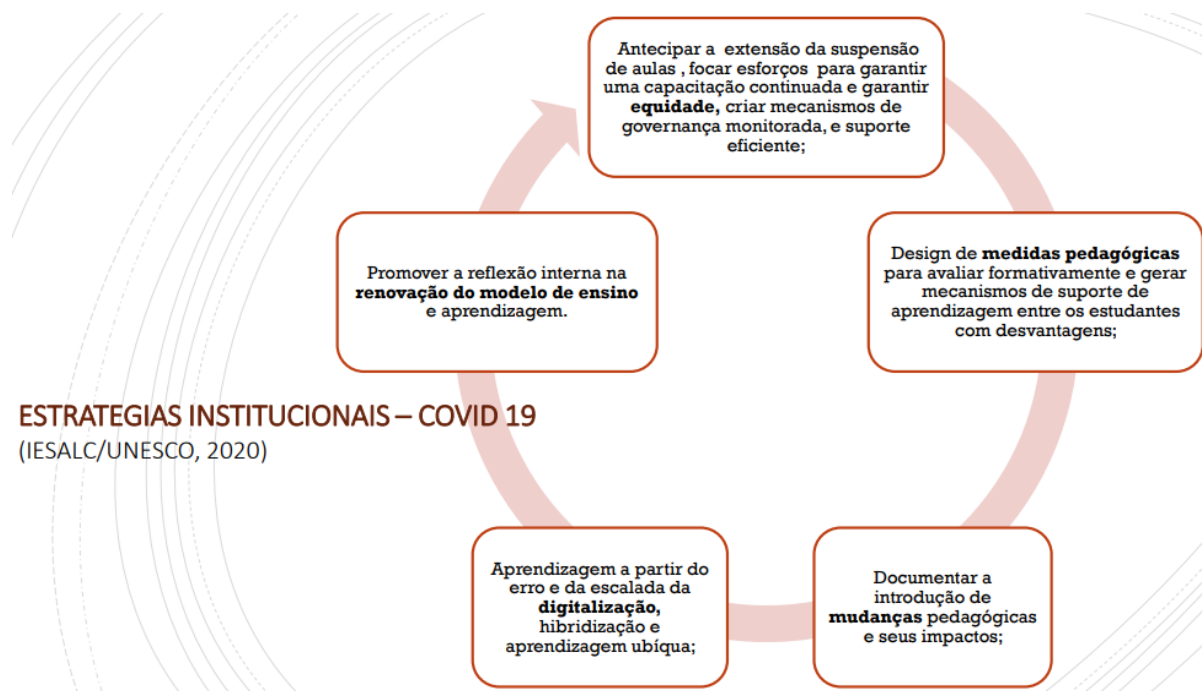 Antecipar a extensão da suspensão
de aulas , focar esforços para garantir
uma capacitação continuada e garantir
equidade, criar mecanismos de
governança monitorada, e suporte
eficiente;
Design de medidas pedagógicas
para avaliar formativamente e gerar
mecanismos de suporte de
aprendizagem entre os estudantes
com desvantagens;
Documentar a
introdução de
mudanças pedagógicas
e seus impactos;
Aprendizagem a partir do
erro e da escalada da
digitalização,
hibridização e
aprendizagem ubíqua;
Promover a reflexão interna na
renovação do modelo de ensino
e aprendizagem.
ESTRATEGIAS INSTITUCIONAIS – COVID 19
(IESALC/UNESCO, 2020)